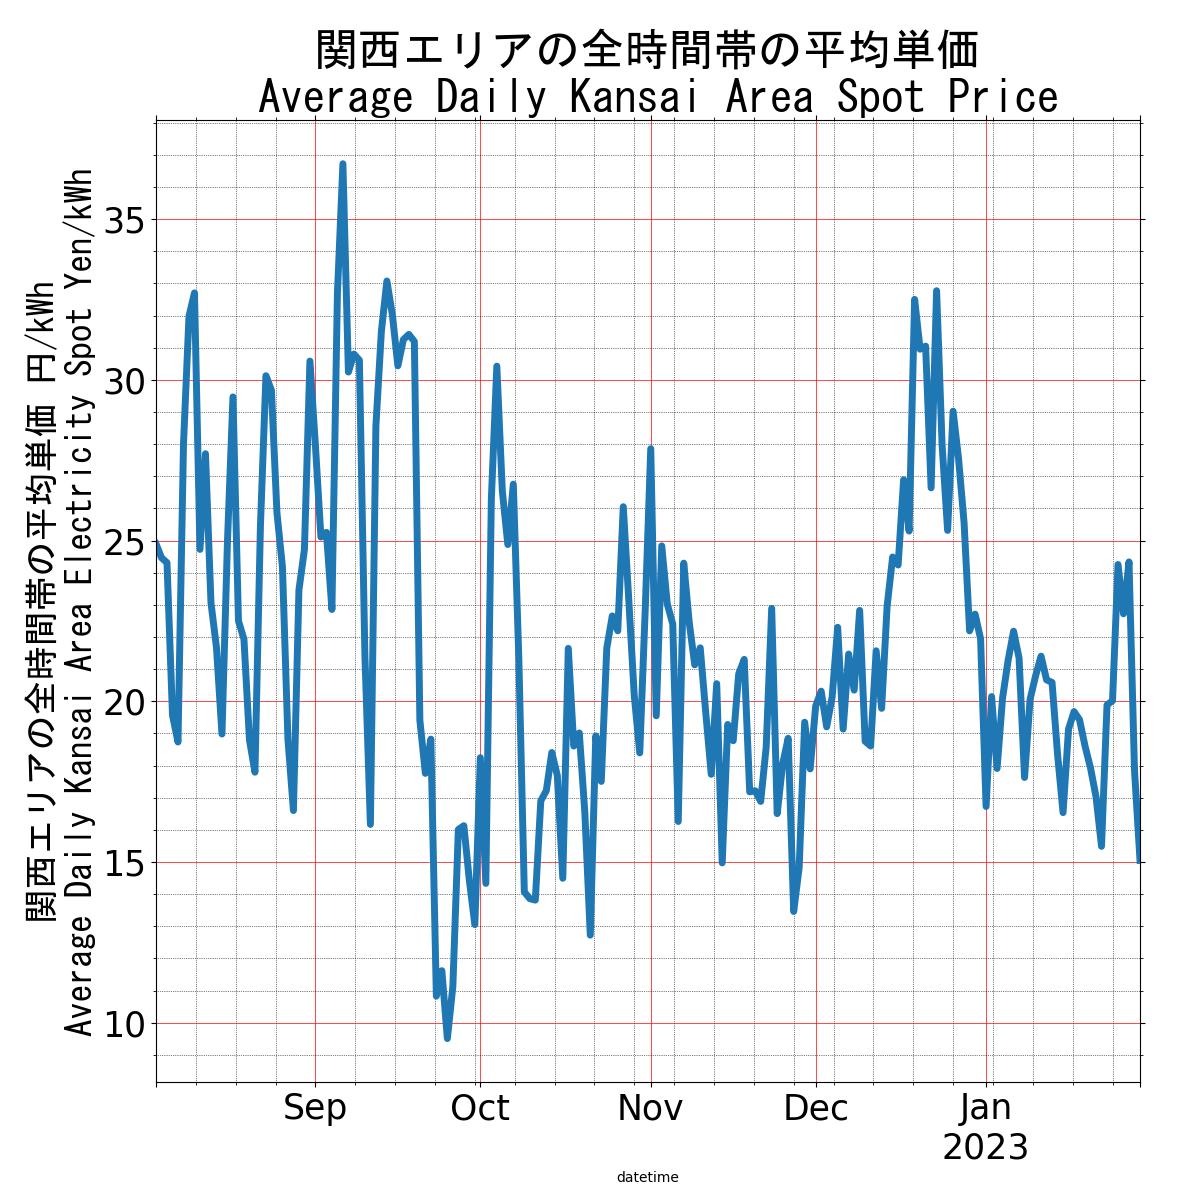 関西エリアの全時間帯の平均単価
Average Daily Kansai Area Spot Price
関西エリアの全時間帯の平均単価 円/kWh
Average Daily Kansai Area Electricity Spot Yen/kWh
35
30
25
20
15
10
Sep
Oct
Nov
Dec
Jan
2023
datetime